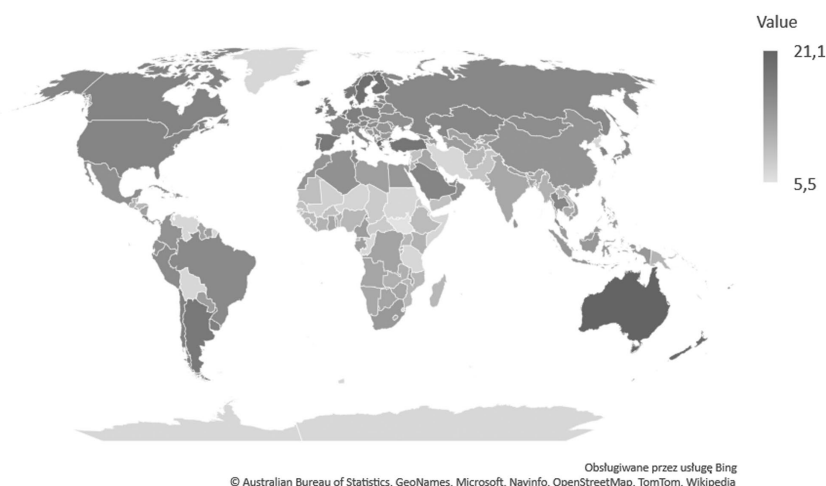 Value
21,1
5,5
Obsługiwane przez usługę Bing
© Australian Bureau of Statistics, GeoNames, Microsoft, Navinfo, OpenStreetMap, TomTom, Wikipedia